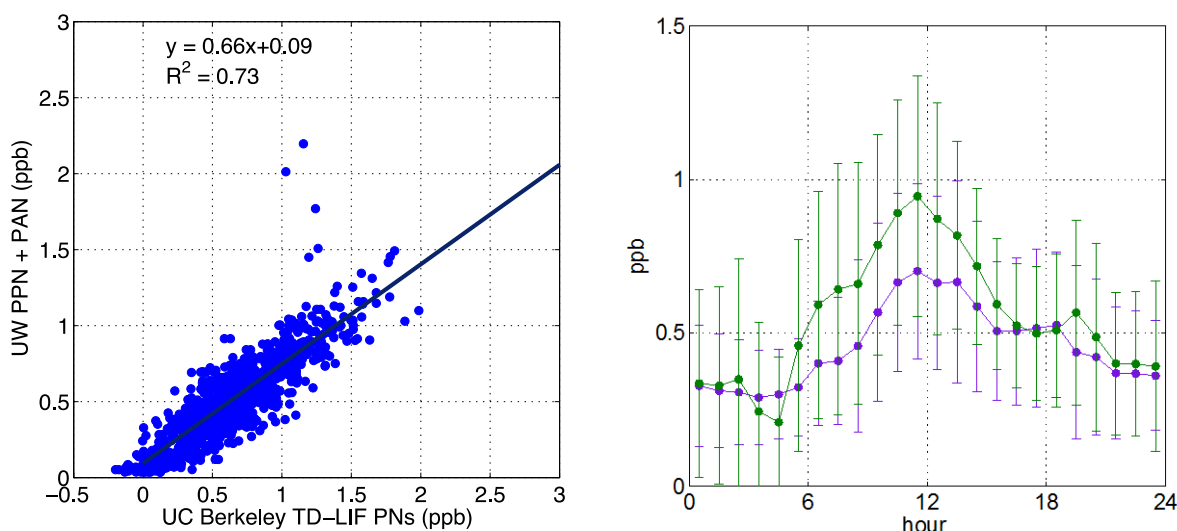 y = 0.66x+0.09
R² = 0.73
UW PPN + PAN (ppb)
3
2.5
2
1.5
1
0.5
0
−0.5 0 0.5 1 1.5 2 2.5 3
UC Berkeley TD−LIF PNs (ppb)
ppb
1.5
1
0.5
0
0 6 12 18 24
hour